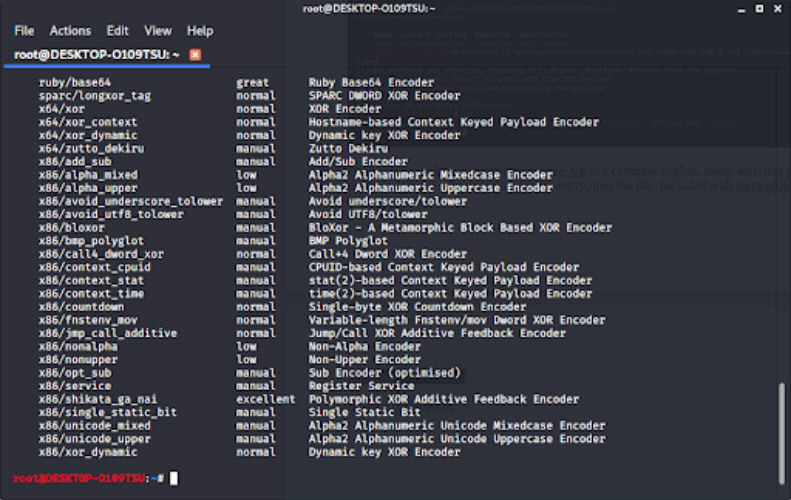 root@DESKTOP-O109TSU: ~
File Actions Edit View Help
root@DESKTOP-O109TSU: ~
ruby/base64 great Ruby Base64 Encoder
sparc/longxor_tag normal SPARC DWORD XOR Encoder
x64/xor normal XOR Encoder
x64/xor_context normal Hostname-based Context Keyed Payload Encoder
x64/xor_dynamic normal Dynamic key XOR Encoder
x64/zutto_dekiru manual Zutto Dekiru
x86/add_sub manual Add/Sub Encoder
x86/alpha_mixed low Alpha2 Alphanumeric Mixedcase Encoder
x86/alpha_upper low Alpha2 Alphanumeric Uppercase Encoder
x86/avoid_underscore_tolower manual Avoid underscore/tolower
x86/avoid_utf8_tolower manual Avoid UTF8/tolower
x86/bloxor manual BloXor - A Metamorphic Block Based XOR Encoder
x86/bmp_polyglot manual BMP Polyglot
x86/call4_dword_xor normal Call+4 Dword XOR Encoder
x86/context_cpuid manual CPUID-based Context Keyed Payload Encoder
x86/context_stat manual stat(2)-based Context Keyed Payload Encoder
x86/context_time manual time(2)-based Context Keyed Payload Encoder
x86/countdown normal Single-byte XOR Countdown Encoder
x86/fnstenv_mov normal Variable-length Fnstenv/mov Dword XOR Encoder
x86/jmp_call_additive normal Jump/Call XOR Additive Feedback Encoder
x86/nonalpha low Non-Alpha Encoder
x86/nonupper low Non-Upper Encoder
x86/opt_sub manual Sub Encoder (optimised)
x86/service manual Register Service
x86/shikata_ga_nai excellent Polymorphic XOR Additive Feedback Encoder
x86/single_static_bit manual Single Static Bit
x86/unicode_mixed manual Alpha2 Alphanumeric Unicode Mixedcase Encoder
x86/unicode_upper manual Alpha2 Alphanumeric Unicode Uppercase Encoder
x86/xor_dynamic normal Dynamic key XOR Encoder
root@DESKTOP-O109TSU:~#